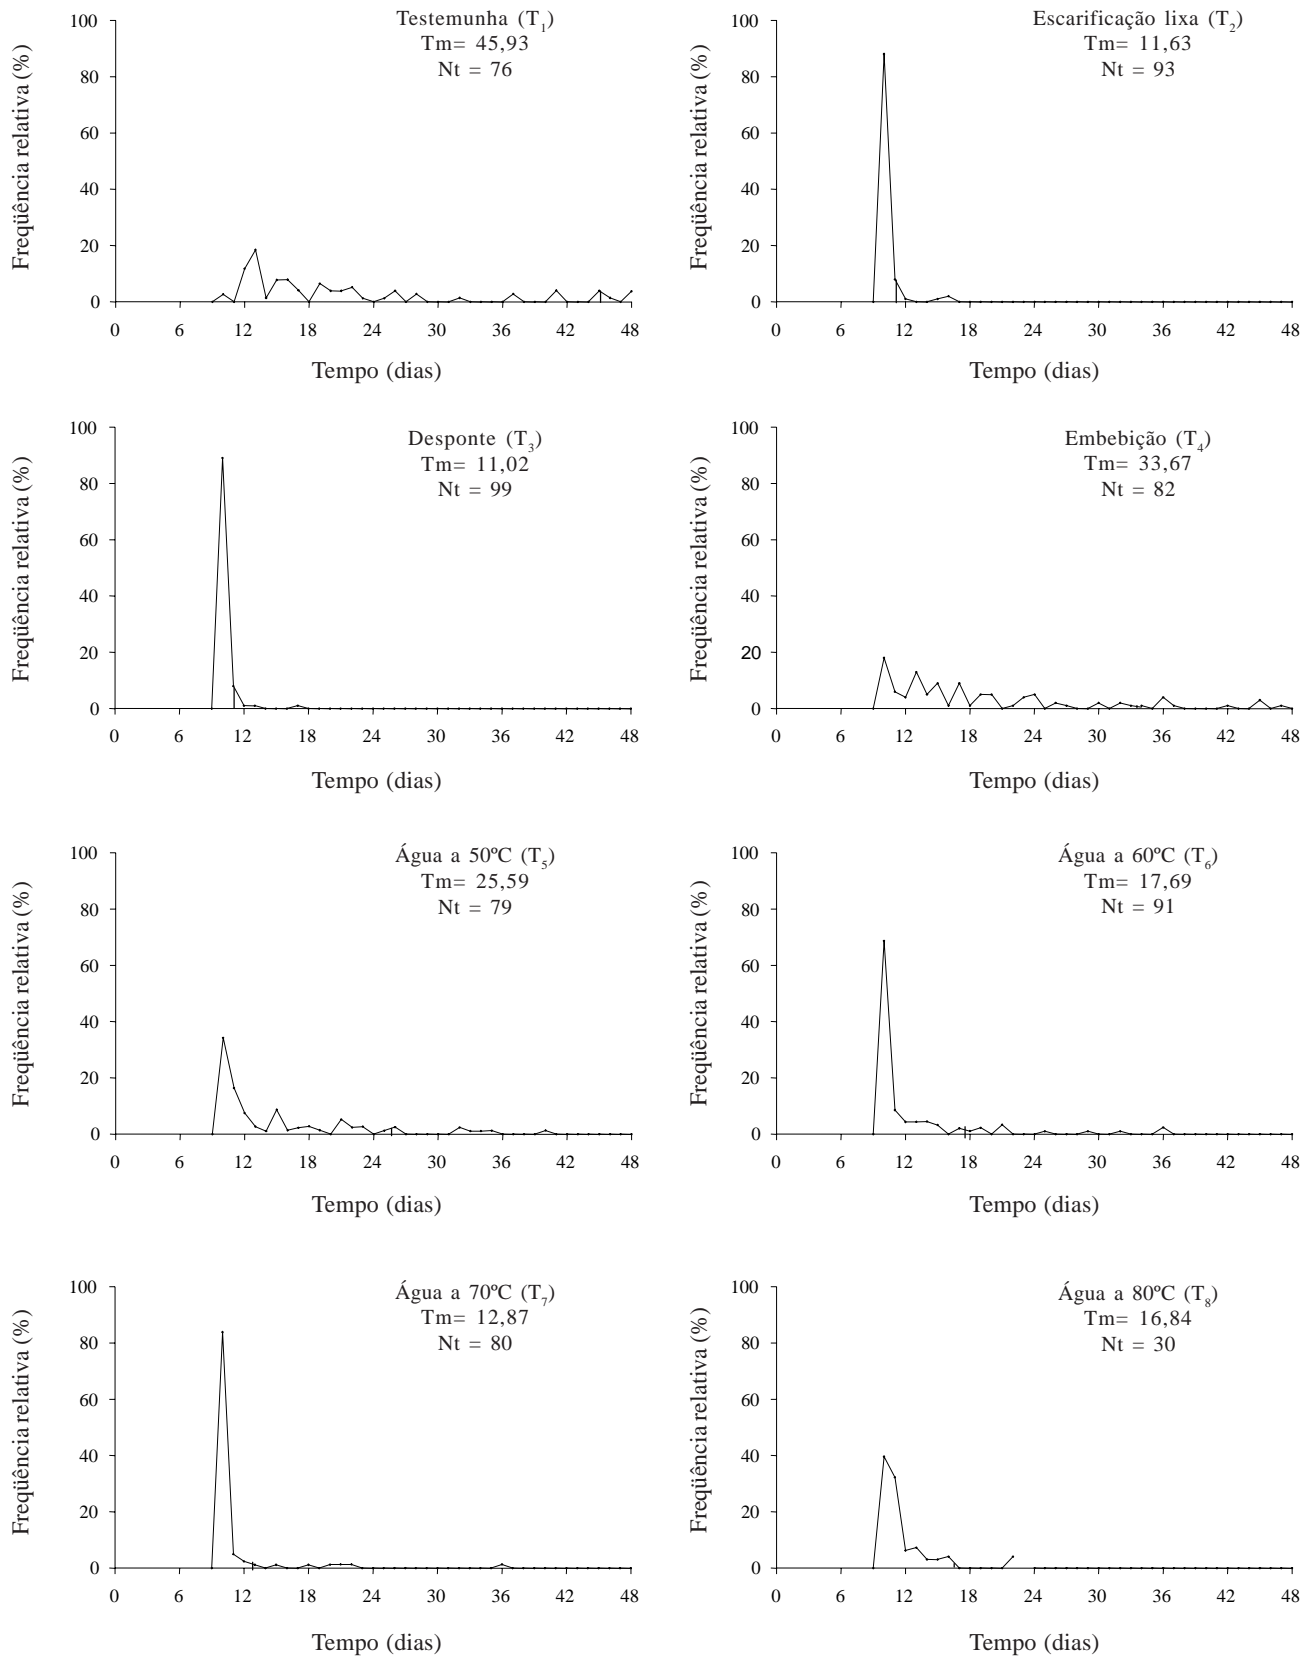 Testemunha (T1)
Tm= 45,93
Nt = 76
Freqüência relativa (%)
100
80
60
40
20
0
0 6 12 18 24 30 36 42 48
Tempo (dias)
Escarificação lixa (T2)
Tm= 11,63
Nt = 93
Freqüência relativa (%)
100
80
60
40
20
0
0 6 12 18 24 30 36 42 48
Tempo (dias)
Desponte (T3)
Tm= 11,02
Nt = 99
Freqüência relativa (%)
100
80
60
40
20
0
0 6 12 18 24 30 36 42 48
Tempo (dias)
Embebição (T4)
Tm= 33,67
Nt = 82
Freqüência relativa (%)
100
80
60
40
20
0
0 6 12 18 24 30 36 42 48
Tempo (dias)
Água a 50ºC (T5)
Tm= 25,59
Nt = 79
Freqüência relativa (%)
100
80
60
40
20
0
0 6 12 18 24 30 36 42 48
Tempo (dias)
Água a 60ºC (T6)
Tm= 17,69
Nt = 91
Freqüência relativa (%)
100
80
60
40
20
0
0 6 12 18 24 30 36 42 48
Tempo (dias)
Água a 70ºC (T7)
Tm= 12,87
Nt = 80
Freqüência relativa (%)
100
80
60
40
20
0
0 6 12 18 24 30 36 42 48
Tempo (dias)
Água a 80ºC (T8)
Tm= 16,84
Nt = 30
Freqüência relativa (%)
100
80
60
40
20
0
0 6 12 18 24 30 36 42 48
Tempo (dias)